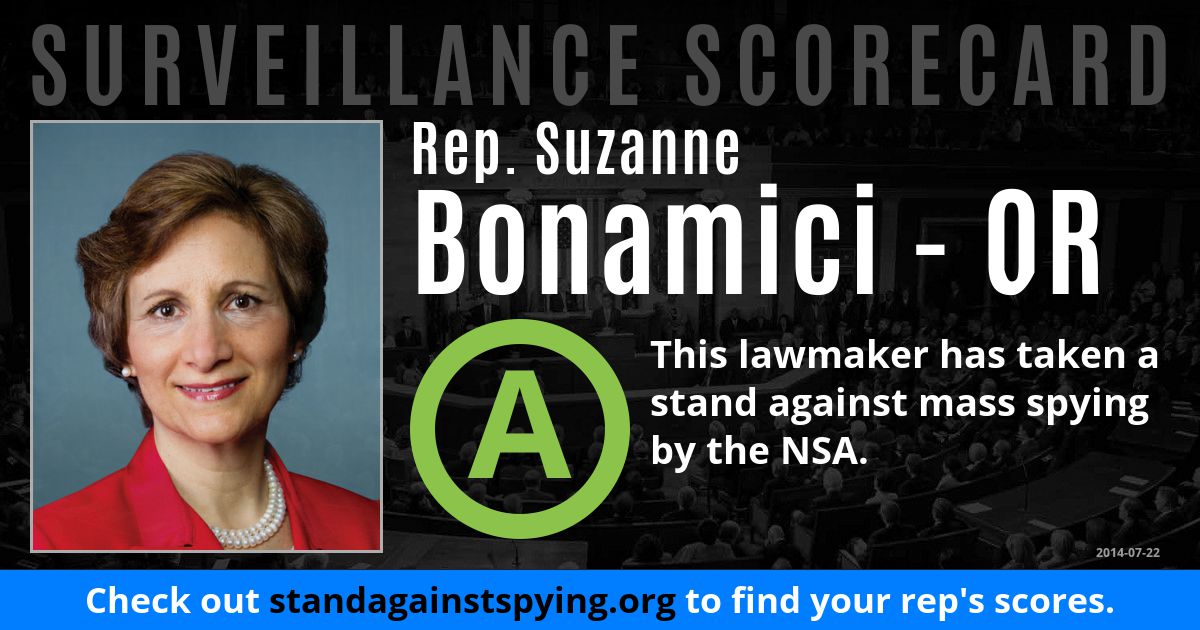 SURVEILLANCE SCORECARD
Rep. Suzanne
Bonamici - OR
A
This lawmaker has taken a
stand against mass spying
by the NSA.
2014-07-22
Check out standagainstspying.org to find your rep's scores.